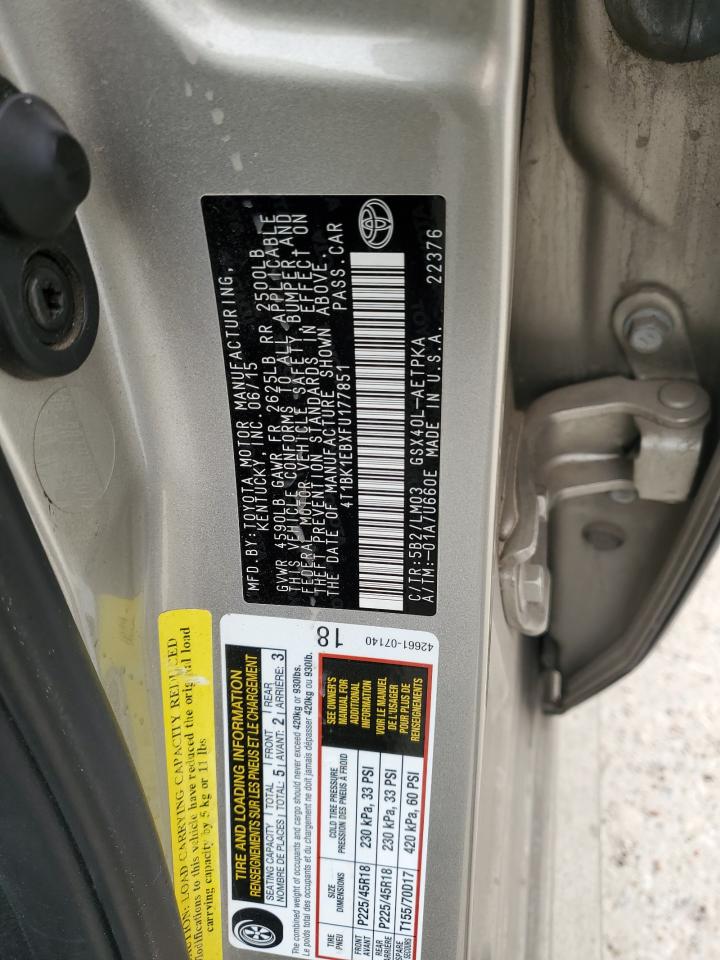 MFD. BY: TOYOTA MOTOR MANUFACTURING,
KENTUCKY, INC. 06/15
GVWR 4590LB GAWR FR 2625LB RR 2500LB
THIS VEHICLE CONFORMS TO ALL APPLICABLE
FEDERAL MOTOR VEHICLE SAFETY, BUMPER, AND
THEFT PREVENTION STANDARDS IN EFFECT ON
THE DATE OF MANUFACTURE SHOWN ABOVE.
4T1BK1EBXFU177851 PASS. CAR
C/TR:5B2/LM03 GSX40L-AETPKA
A/TM:-01A/U660E MADE IN U.S.A. 22376
CAUTION: LOAD CARRYING CAPACITY REDUCED
Modifications to this vehicle have reduced the original load
carrying capacity by 5 kg or 11 lbs
TIRE AND LOADING INFORMATION
RENSEIGNEMENTS SUR LES PNEUS ET LE CHARGEMENT
SEATING CAPACITY TOTAL FRONT REAR
NOMBRE DE PLACES TOTAL: 5 AVANT: 2 ARRIÈRE: 3
The combined weight of occupants and cargo should never exceed 420kg or 930lbs.
Le poids total des occupants et du chargement ne doit jamais dépasser 420kg ou 930lb.
TIRE PNEU SIZE DIMENSIONS COLD TIRE PRESSURE PRESSION DES PNEUS À FROID
FRONT AVANT P225/45R18 230 kPa, 33 PSI
REAR ARRIÈRE P225/45R18 230 kPa, 33 PSI
SPARE SECOURS T155/70D17 420 kPa, 60 PSI
SEE OWNER'S
MANUAL FOR
ADDITIONAL
INFORMATION
VOIR LE MANUEL
DE L'USAGER
POUR PLUS DE
RENSEIGNEMENTS
18
42661-07140